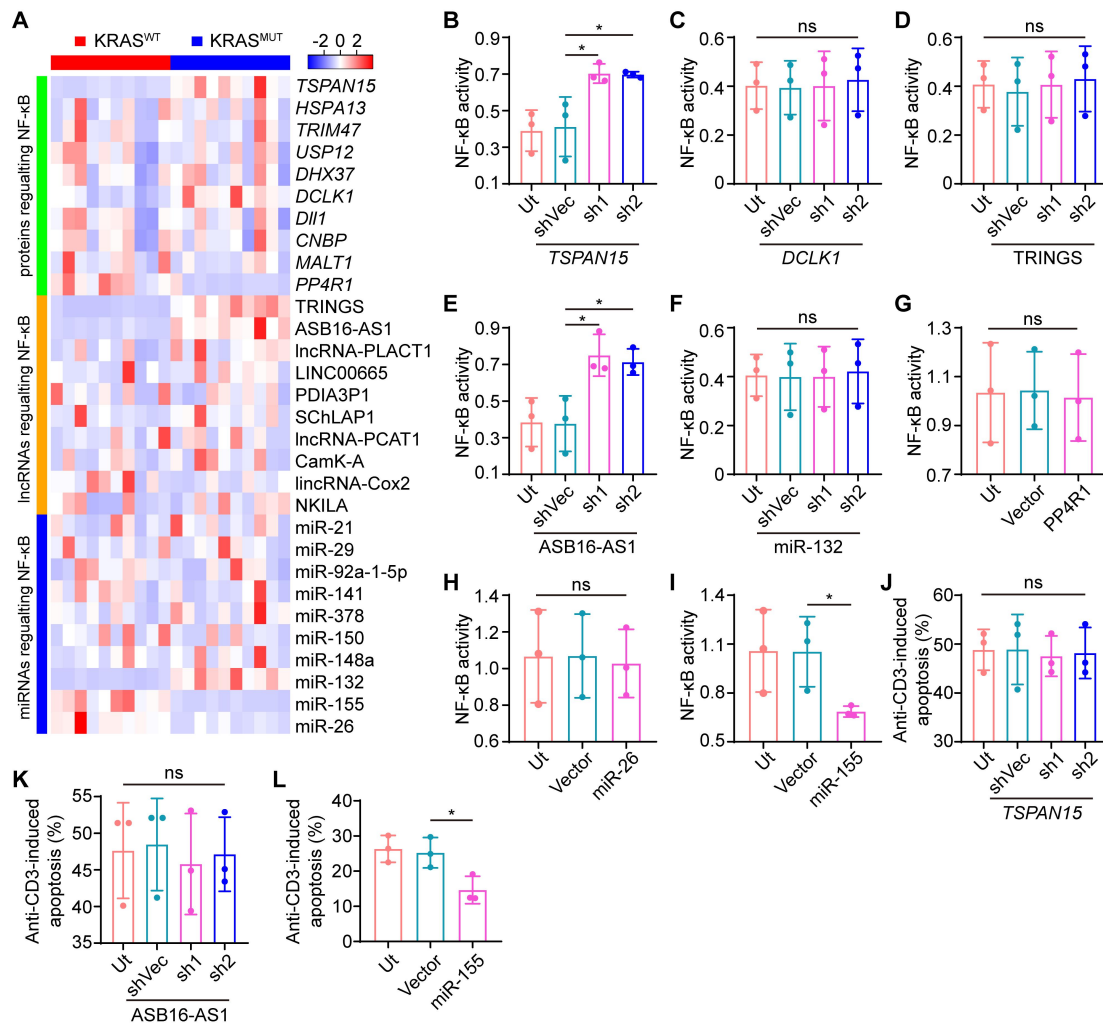 A
KRASWT
KRASMUT
-2 0 2
proteins regualting NF-κB
lncRNAs regualting NF-κB
miRNAs regualting NF-κB
TSPAN15
HSPA13
TRIM47
USP12
DHX37
DCLK1
Dll1
CNBP
MALT1
PP4R1
TRINGS
ASB16-AS1
lncRNA-PLACT1
LINC00665
PDIA3P1
SChLAP1
lncRNA-PCAT1
CamK-A
lincRNA-Cox2
NKILA
miR-21
miR-29
miR-92a-1-5p
miR-141
miR-378
miR-150
miR-148a
miR-132
miR-155
miR-26
B
NF-κB activity
0.9
0.7
0.5
0.3
0.1
*
*
Ut
shVec
sh1
sh2
TSPAN15
C
NF-κB activity
0.6
0.4
0.2
0
ns
Ut
shVec
sh1
sh2
DCLK1
D
NF-κB activity
0.6
0.4
0.2
0
ns
Ut
shVec
sh1
sh2
TRINGS
E
NF-κB activity
0.9
0.7
0.5
0.3
0.1
*
*
Ut
shVec
sh1
sh2
ASB16-AS1
F
NF-κB activity
0.6
0.4
0.2
0
ns
Ut
shVec
sh1
sh2
miR-132
G
NF-κB activity
1.3
1.1
0.9
0.7
ns
Ut
Vector
PP4R1
H
NF-κB activity
1.4
1.2
1.0
0.8
0.6
ns
Ut
Vector
miR-26
I
NF-κB activity
1.4
1.1
0.8
0.5
*
Ut
Vector
miR-155
J
Anti-CD3-induced
apoptosis (%)
60
50
40
30
ns
Ut
shVec
sh1
sh2
TSPAN15
K
Anti-CD3-induced
apoptosis (%)
55
50
45
40
35
ns
Ut
shVec
sh1
sh2
ASB16-AS1
L
Anti-CD3-induced
apoptosis (%)
40
30
20
10
0
*
Ut
Vector
miR-155